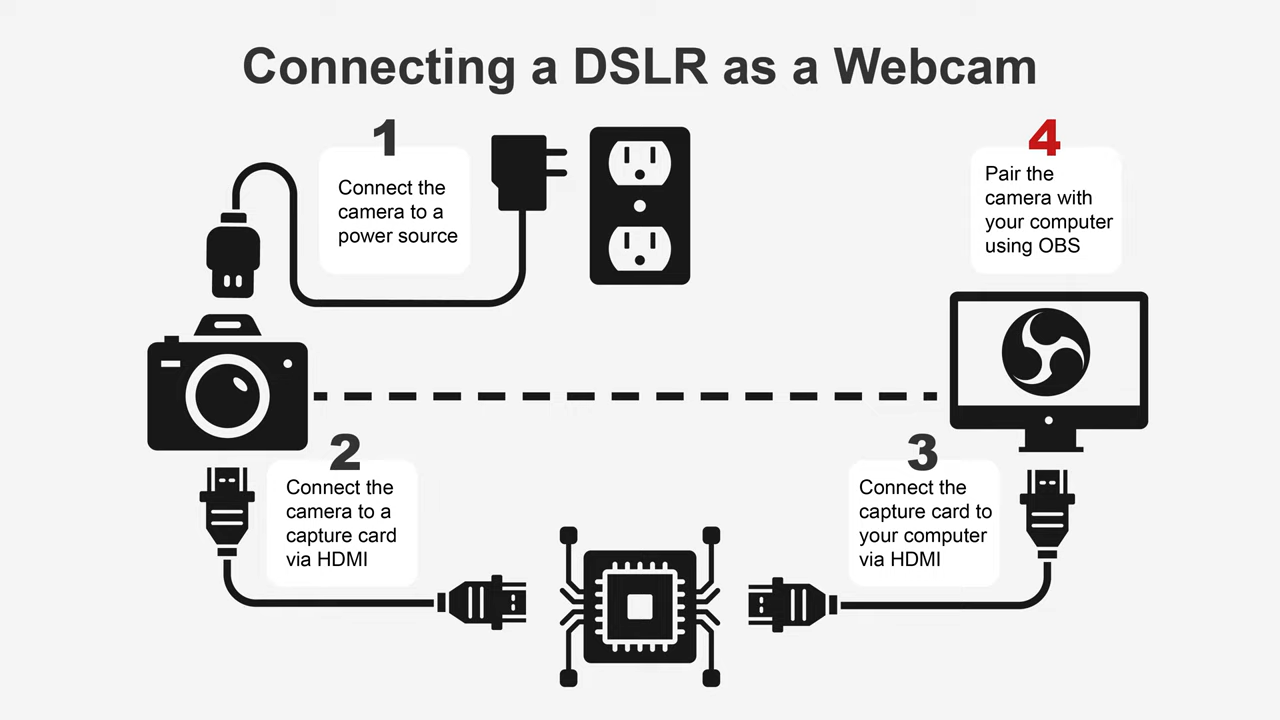 Connecting a DSLR as a Webcam
1
Connect the
camera to a
power source
2
Connect the
camera to a
capture card
via HDMI
3
Connect the
capture card to
your computer
via HDMI
4
Pair the
camera with
your computer
using OBS